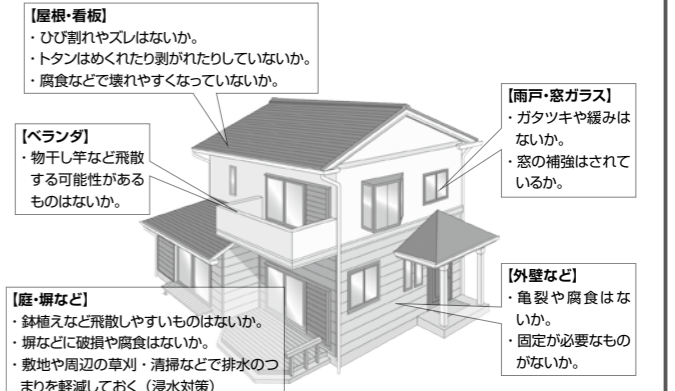 【屋根・看板】
・ひび割れやズレはないか。
・トタンはめくれたり剥がれたりしていないか。
・腐食などで壊れやすくなっていないか。
【雨戸・窓ガラス】
・ガタツキや緩みは
ないか。
・窓の補強はされて
いるか。
【ベランダ】
・物干し竿など飛散
する可能性がある
ものはないか。
【外壁など】
・亀裂や腐食はな
いか。
・固定が必要なもの
がないか。
【庭・塀など】
・鉢植えなど飛散しやすいものはないか。
・塀などに破損や腐食はないか。
・敷地や周辺の草刈・清掃などで排水のつ
まりを軽減しておく（浸水対策）